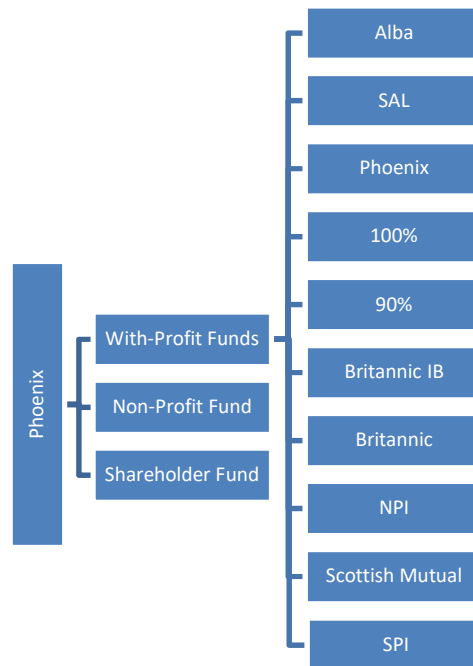 Phoenix
With-Profit Funds
Non-Profit Fund
Shareholder Fund
Alba
SAL
Phoenix
100%
90%
Britannic IB
Britannic
NPI
Scottish Mutual
SPI